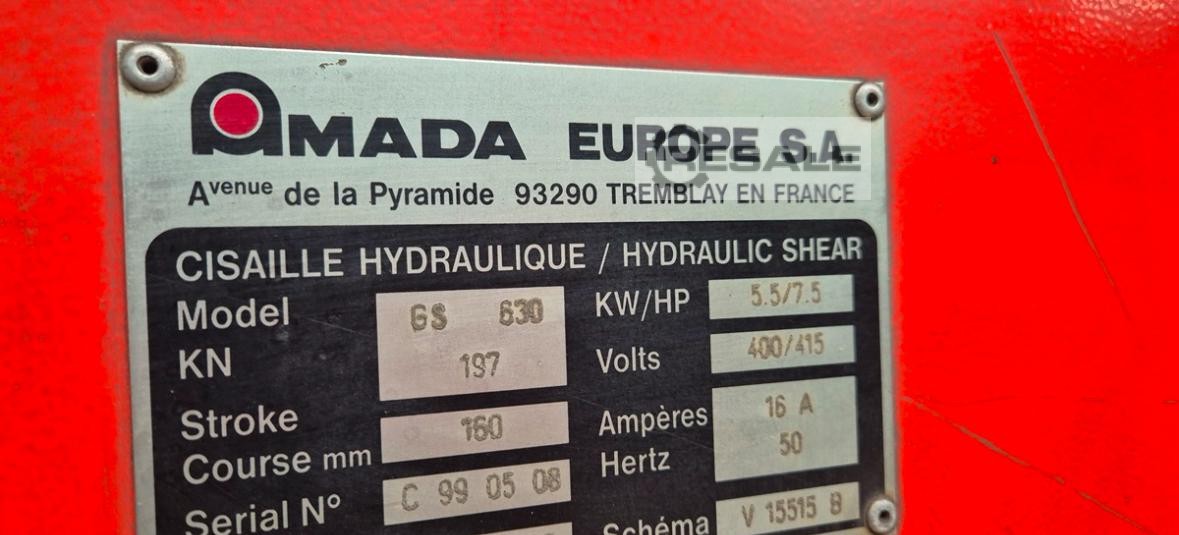 AMADA EUROPE S.A.
RESALE
Avenue de la Pyramide 93290 TREMBLAY EN FRANCE
CISAILLE HYDRAULIQUE / HYDRAULIC SHEAR
Model GS 630 KW/HP 5.5/7.5
KN 197 Volts 400/415
Stroke Ampères 16 A
Course mm 160 Hertz 50
Serial N° C 99 05 08 Schéma V 15515 B